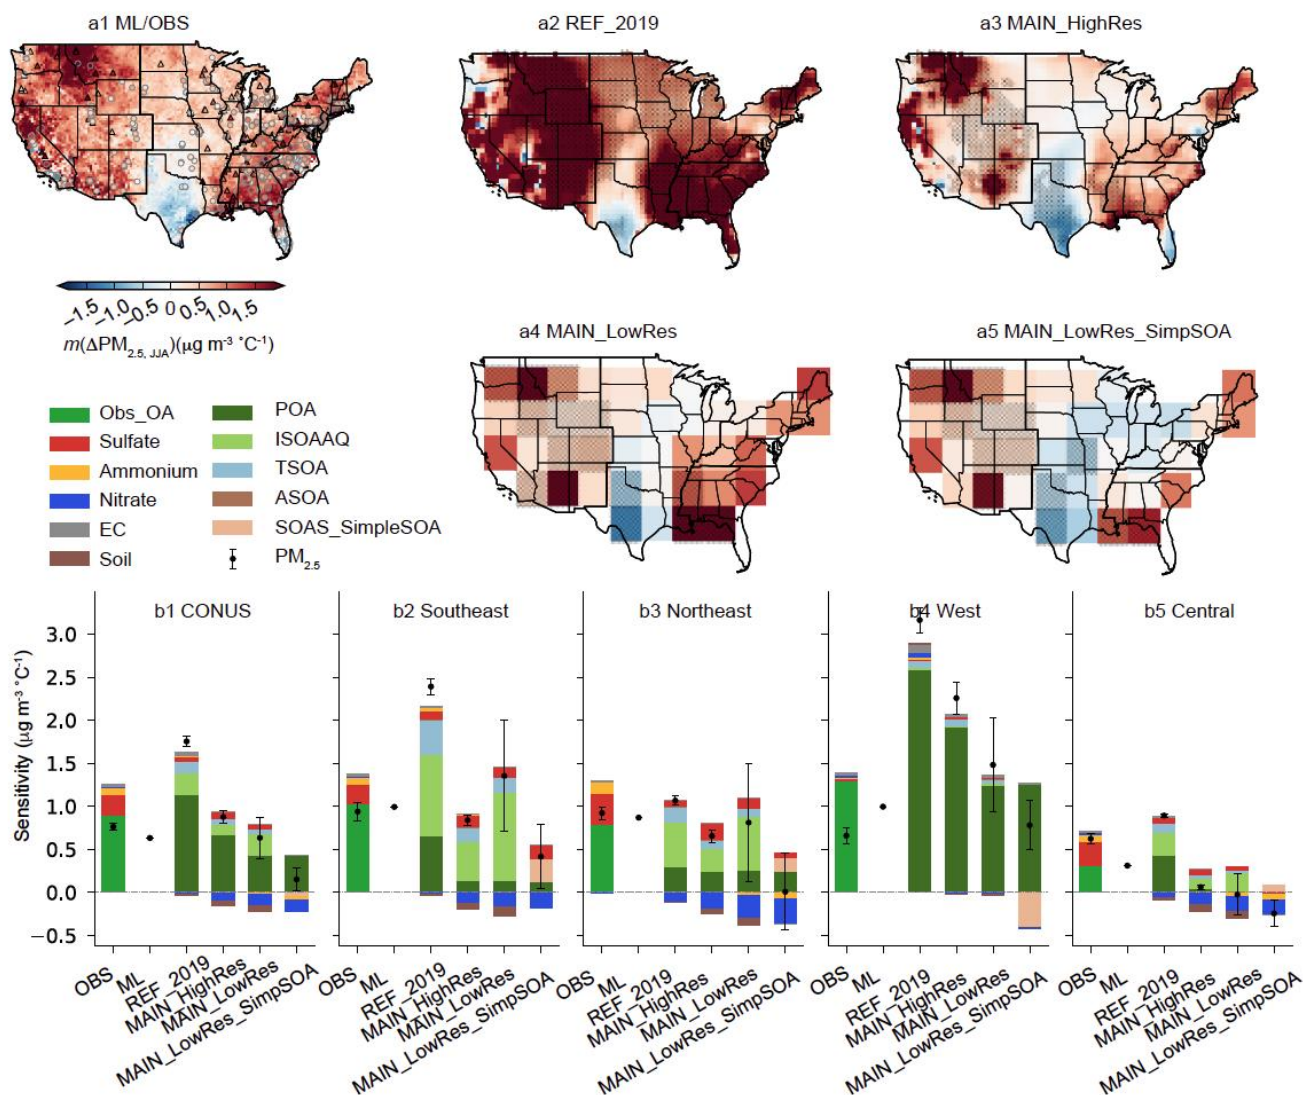 a1 ML/OBS
a2 REF_2019
a3 MAIN_HighRes
−1.5 −1.0 −0.5 0 0.5 1.0 1.5
m(ΔPM2.5, JJA)(μg m⁻³ °C⁻¹)
a4 MAIN_LowRes
a5 MAIN_LowRes_SimpSOA
Obs_OA
Sulfate
Ammonium
Nitrate
EC
Soil
POA
ISOAAQ
TSOA
ASOA
SOAS_SimpleSOA
PM2.5
b1 CONUS
b2 Southeast
b3 Northeast
b4 West
b5 Central
Sensitivity (μg m⁻³ °C⁻¹)
3.0
2.5
2.0
1.5
1.0
0.5
0.0
−0.5
OBS
ML
REF_2019
MAIN_HighRes
MAIN_LowRes
MAIN_LowRes_SimpSOA
OBS
ML
REF_2019
MAIN_HighRes
MAIN_LowRes
MAIN_LowRes_SimpSOA
OBS
ML
REF_2019
MAIN_HighRes
MAIN_LowRes
MAIN_LowRes_SimpSOA
OBS
ML
REF_2019
MAIN_HighRes
MAIN_LowRes
MAIN_LowRes_SimpSOA
OBS
ML
REF_2019
MAIN_HighRes
MAIN_LowRes
MAIN_LowRes_SimpSOA